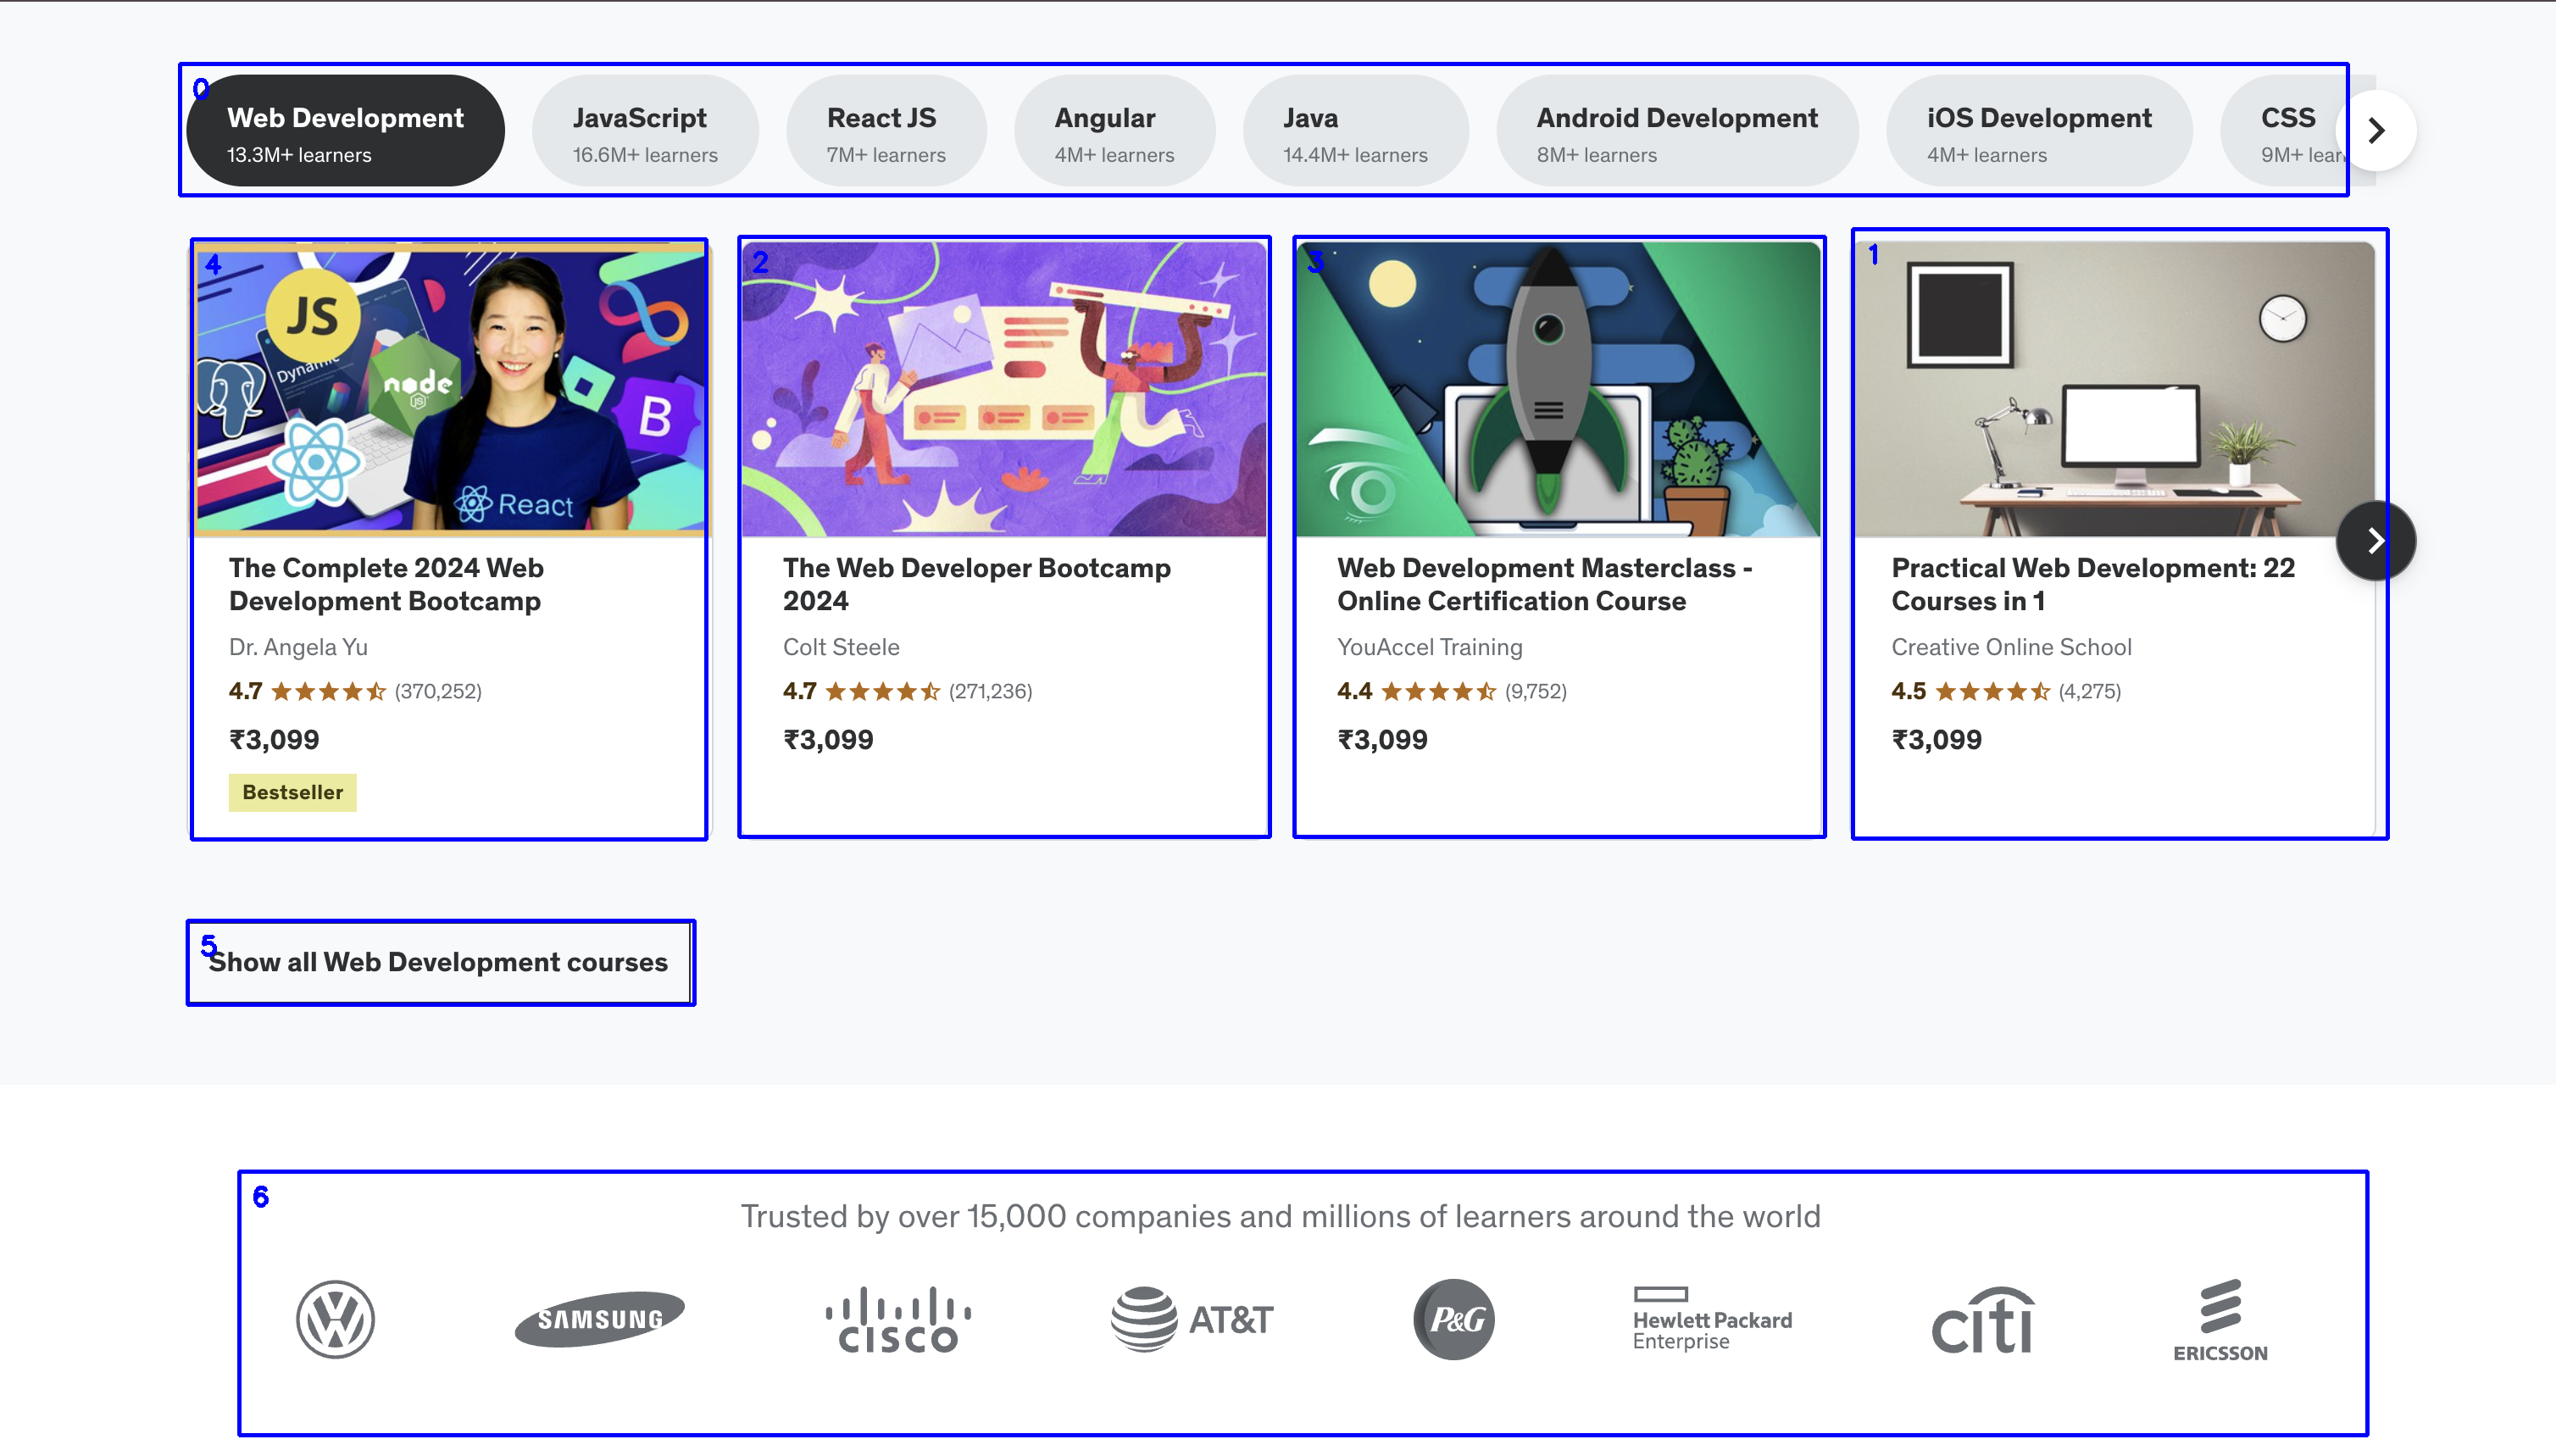 0
Web Development
13.3M+ learners
JavaScript
16.6M+ learners
React JS
7M+ learners
Angular
4M+ learners
Java
14.4M+ learners
Android Development
8M+ learners
iOS Development
4M+ learners
CSS
9M+ lear
4
JS
Dynamic
node
JS
B
React
The Complete 2024 Web
Development Bootcamp
Dr. Angela Yu
4.7 (370,252)
₹3,099
Bestseller
2
The Web Developer Bootcamp
2024
Colt Steele
4.7 (271,236)
₹3,099
3
Web Development Masterclass -
Online Certification Course
YouAccel Training
4.4 (9,752)
₹3,099
1
Practical Web Development: 22
Courses in 1
Creative Online School
4.5 (4,275)
₹3,099
5
Show all Web Development courses
6
Trusted by over 15,000 companies and millions of learners around the world
VW
SAMSUNG
CISCO
AT&T
P&G
Hewlett Packard
Enterprise
citi
ERICSSON